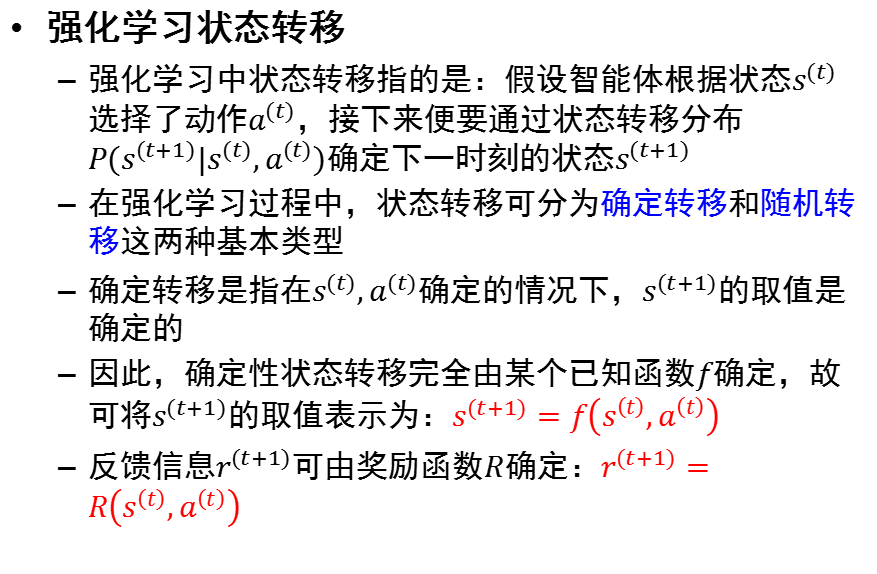 • 强化学习状态转移
– 强化学习中状态转移指的是：假设智能体根据状态$s^{(t)}$
选择了动作$a^{(t)}$，接下来便要通过状态转移分布
$P(s^{(t+1)}|s^{(t)}, a^{(t)})$确定下一时刻的状态$s^{(t+1)}$
– 在强化学习过程中，状态转移可分为确定转移和随机转
移这两种基本类型
– 确定转移是指在$s^{(t)}, a^{(t)}$确定的情况下，$s^{(t+1)}$的取值是
确定的
– 因此，确定性状态转移完全由某个已知函数$f$确定，故
可将$s^{(t+1)}$的取值表示为：$s^{(t+1)} = f(s^{(t)}, a^{(t)})$
– 反馈信息$r^{(t+1)}$可由奖励函数$R$确定：$r^{(t+1)} =$
$R(s^{(t)}, a^{(t)})$